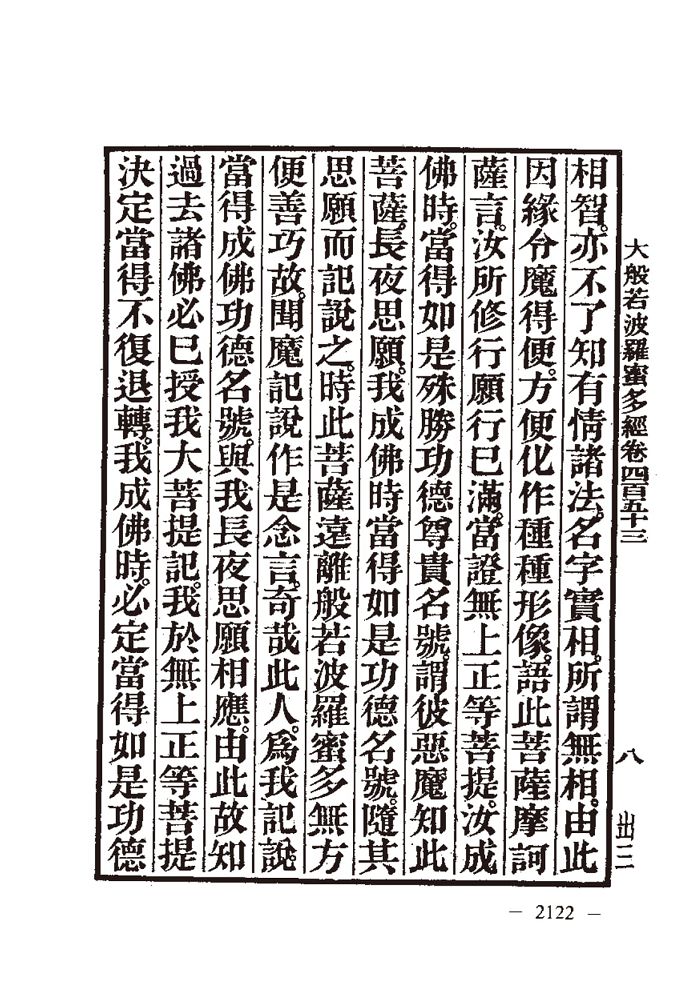 大般若波羅蜜多經卷四百五十三 八 出三
相智。亦不了知有情諸法。名字實相。所謂無相。由此
因緣令魔得便。方便化作種種形像。語此菩薩摩訶
薩言。汝所修行願行巳滿。當證無上正等菩提。汝成
佛時。當得如是殊勝功德尊貴名號。謂彼惡魔知此
菩薩。長夜思願。我成佛時當得如是功德名號。隨其
思願而記說之。時此菩薩遠離般若波羅蜜多無方
便善巧故。聞魔記說作是念言。奇哉此人。為我記說。
當得成佛功德名號。與我長夜思願相應。由此故知
過去諸佛必巳授我大菩提記。我於無上正等菩提
決定當得不復退轉。我成佛時。必定當得如是功德
— 2122 —